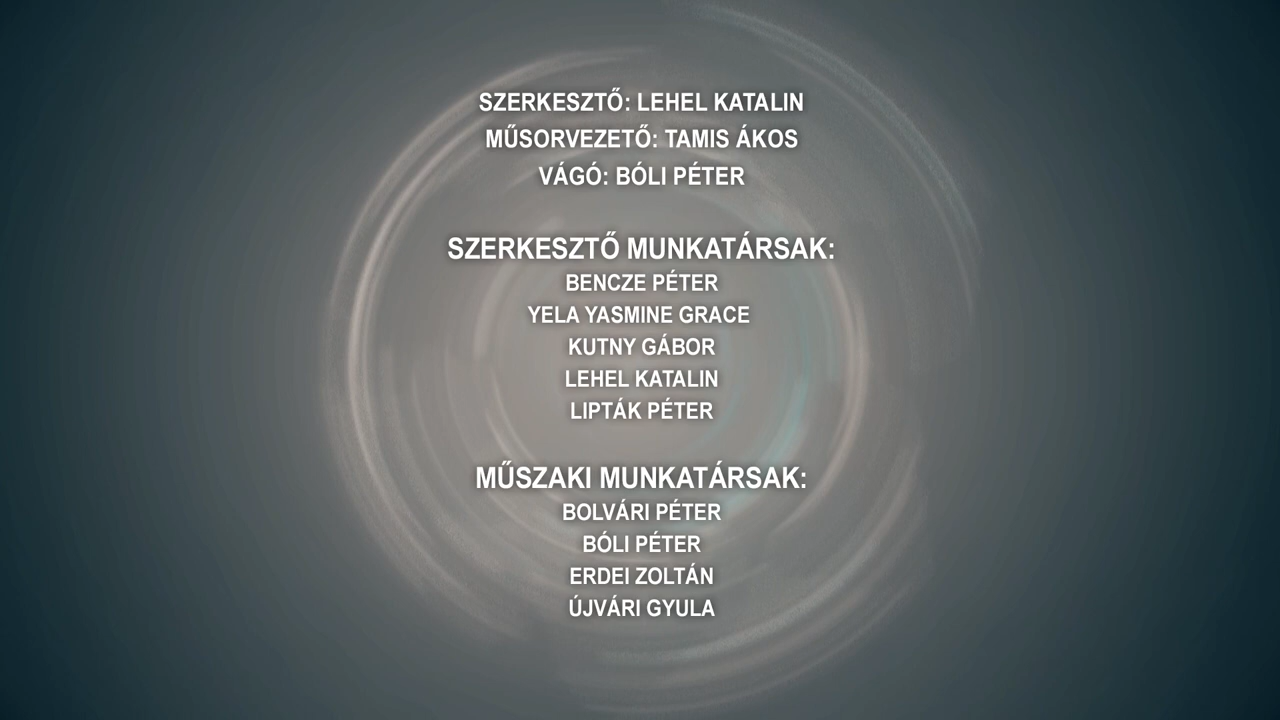 SZERKESZTŐ: LEHEL KATALIN
MŰSORVEZETŐ: TAMIS ÁKOS
VÁGÓ: BÓLI PÉTER
SZERKESZTŐ MUNKATÁRSAK:
BENCZE PÉTER
YELA YASMINE GRACE
KUTNY GÁBOR
LEHEL KATALIN
LIPTÁK PÉTER
MŰSZAKI MUNKATÁRSAK:
BOLVÁRI PÉTER
BÓLI PÉTER
ERDEI ZOLTÁN
ÚJVÁRI GYULA